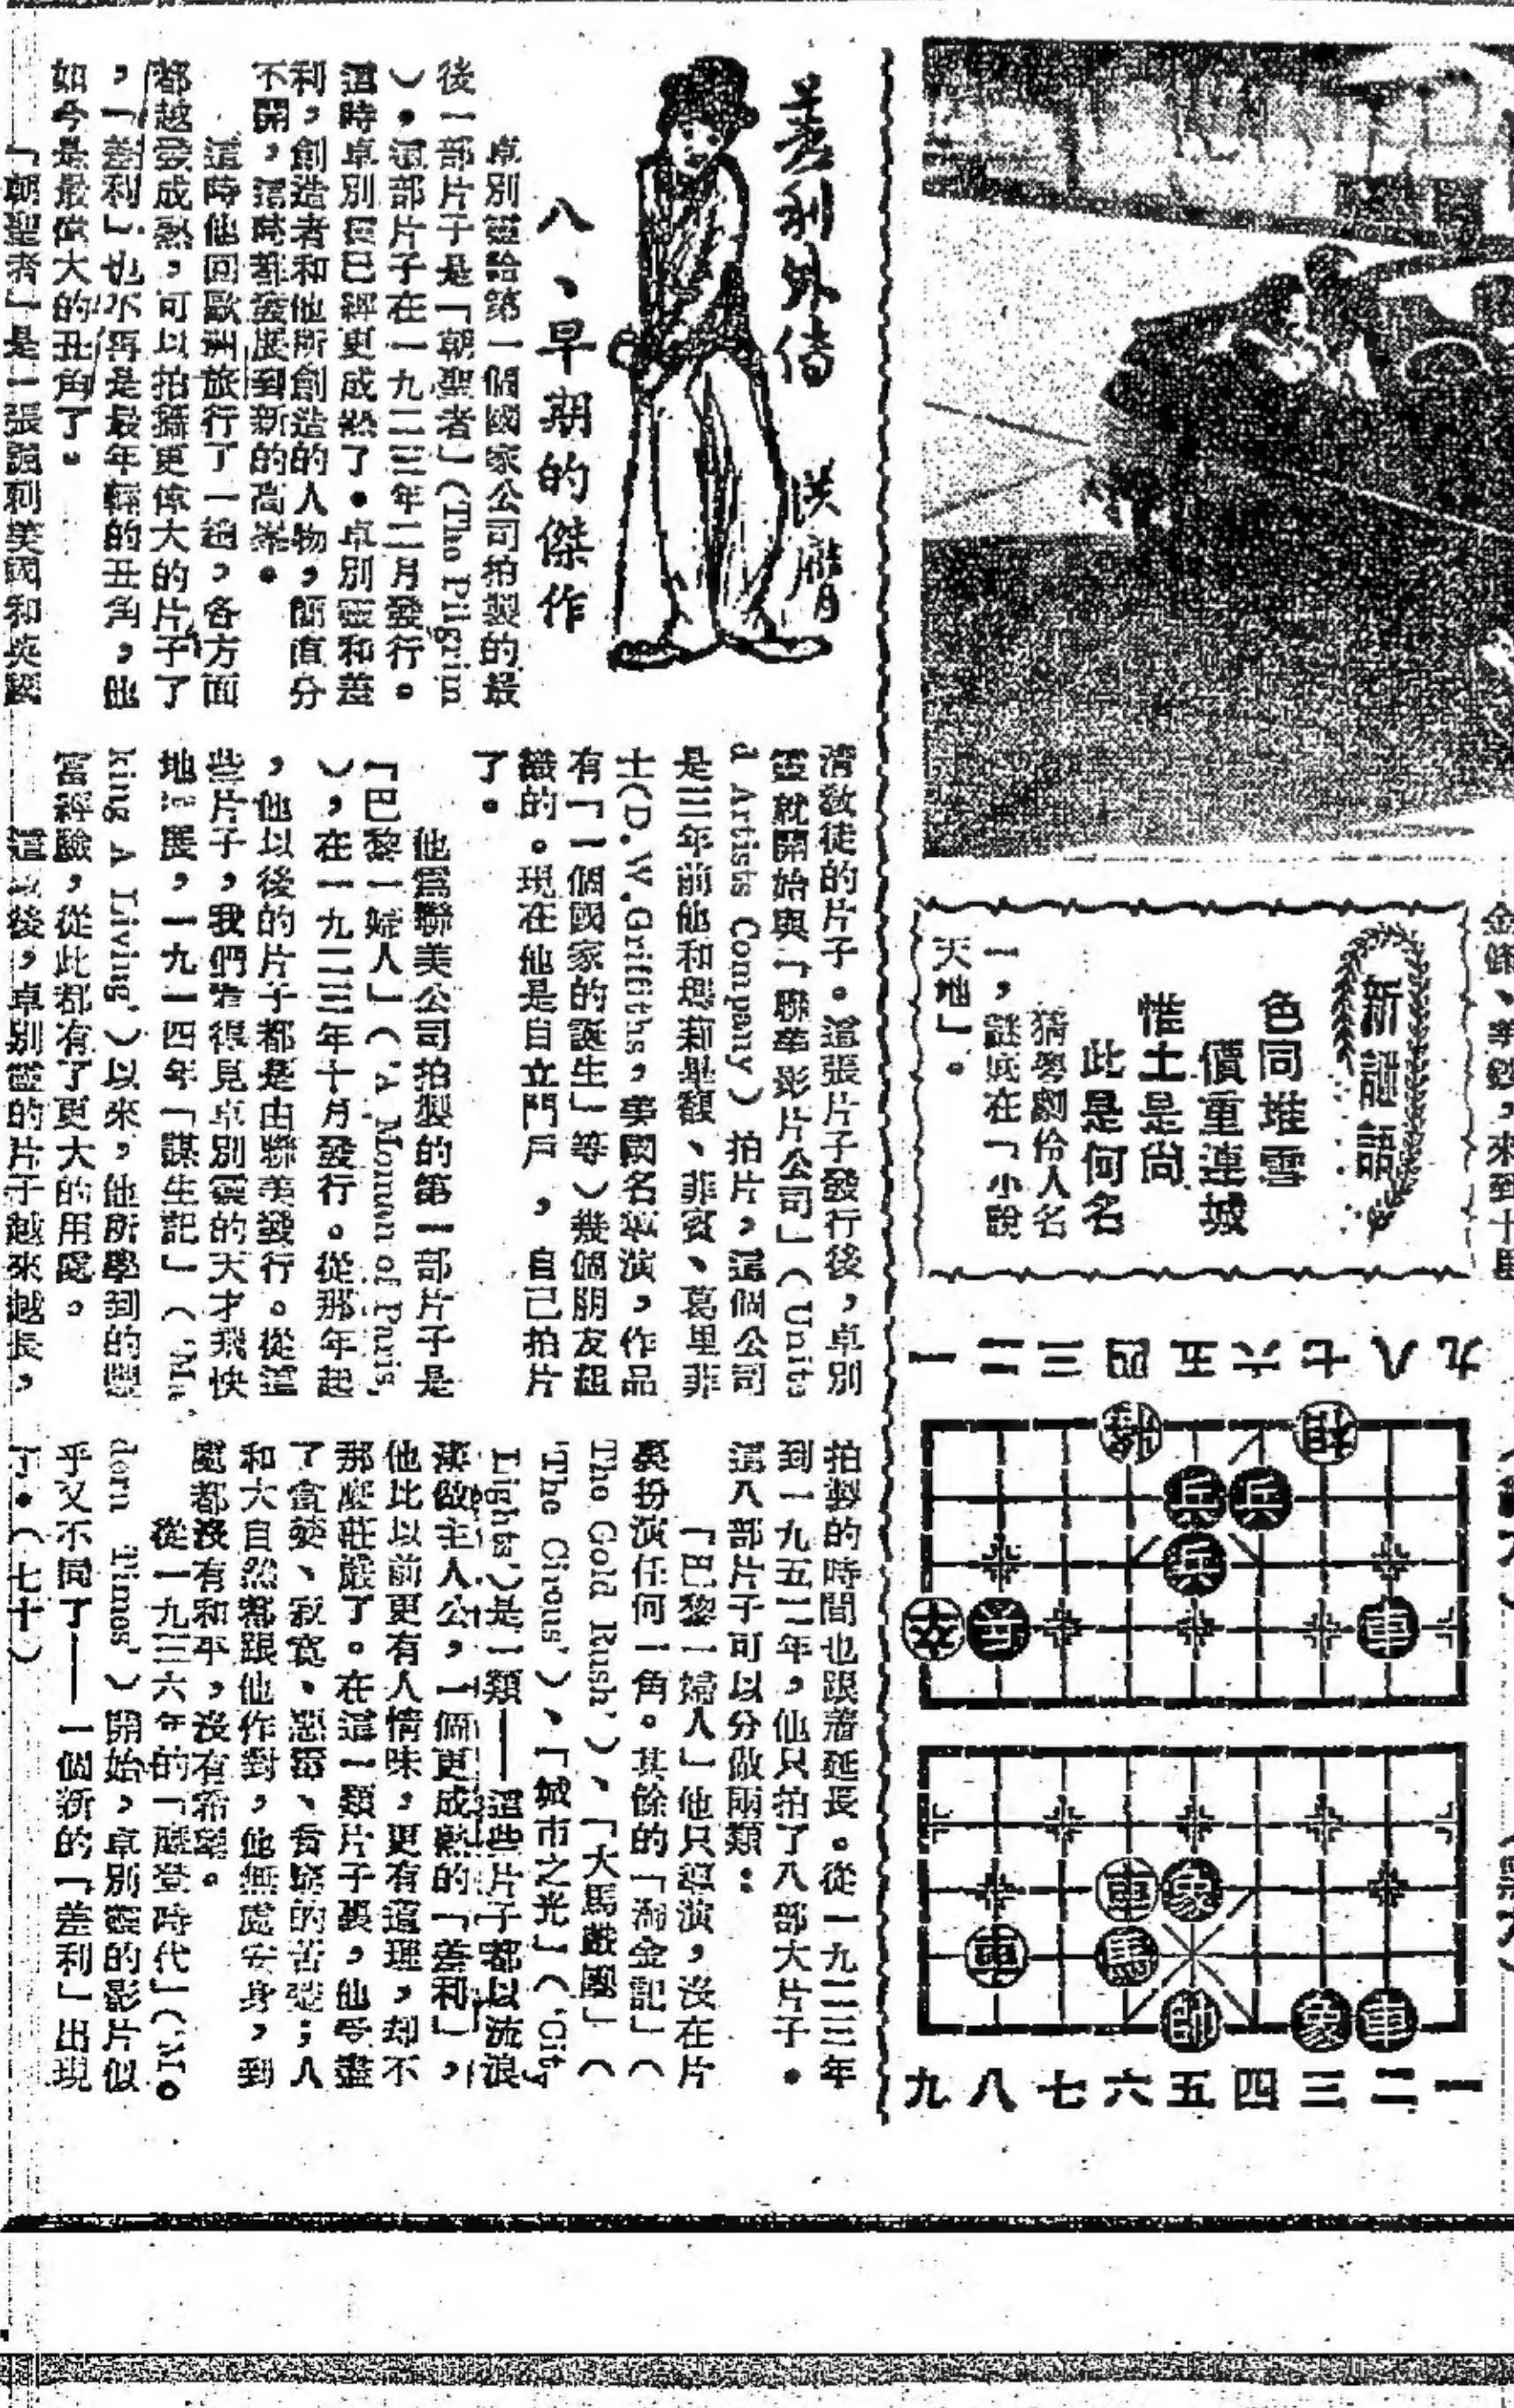 差利外傳
八、早期的傑作
卓別靈給第一個國家公司拍製的最
後一部片子是「朝聖者」(The Pilgrim
)。這部片子在一九二三年二月發行。
這時卓別靈已經更成熟了。卓別靈和差
利,創造者和他所創造的人物,簡直分
不開,這時都發展到新的高峯。
這時他回歐洲旅行了一趟,各方面
都越發成熟,可以拍攝更偉大的片子了
,「差利」也不再是最年輕的丑角,他
如今是最偉大的丑角了。
「朝聖者」是一張諷刺美國和英國
清敎徒的片子。這張片子發行後,卓別
靈就開始與「聯華影片公司」(Unite
d Artists Company)拍片,這個公司
是三年前他和瑪莉畢馥、菲賓、葛里菲
士(D.W.Griffiths,美國名導演,作品
有「一個國家的誕生」等)幾個朋友組
織的。現在他是自立門戶,自己拍片
了。
他爲聯美公司拍製的第一部片子是
「巴黎一婦人」('A Monan of Paris,
),在一九二三年十月發行。從那年起
,他以後的片子都是由聯美發行。從這
些片子,我們看得見卓別靈的天才飛快
地展,一九一四年「謀生記」('Ma
king A Living')以來,他所學到的豐
富經驗,從此都有了更大的用處。
這以後,卓別靈的片子越來越長,
拍製的時間也跟着延長。從一九二三年
到一九五二年,他只拍了八部大片子。
這八部片子可以分做兩類:
「巴黎一婦人」他只導演,沒在片
裏扮演任何一角。其餘的「淘金記」(
The Gold Rush')、「大馬戲團」(
'The Circus')、「城市之光」('City
Lights')是一類——這些片子都以流浪
漢做主人公,一個更成熟的「差利」,
他比以前更有人情味,更有道理,却不
那麼莊嚴了。在這一類片子裏,他受盡
了貧窮、寂寞、惡霸、看察的苦楚;人
和大自然都跟他作對,他無處安身,到
處都沒有和平,沒有希望。
從一九三六年的「摩登時代」('Mo
dern Times')開始,卓別靈的影片似
乎又不同了——一個新的「差利」出現
了。(七十)
新謎語
色同堆雪
價重連城
惟土是尚
此是何名
猜粵劇伶人名
一,謎底在「小說
天地」。
九八七六五四三二一
相
兵 兵
兵
車
車 象
車 馬
帥 象 車
九八七六五四三二一